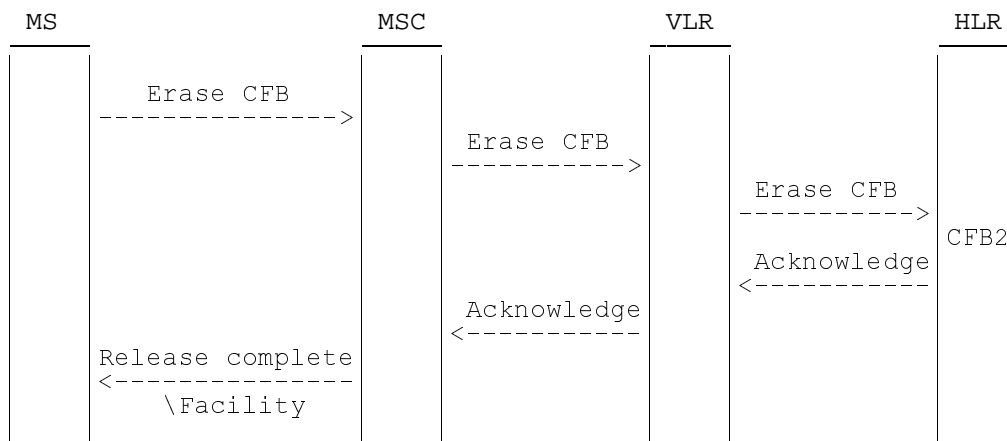 MS MSC VLR HLR
Erase CFB
--------------->
Erase CFB
----------->
Erase CFB
----------->
CFB2
Acknowledge
<-----------
Acknowledge
<-----------
Release complete
<---------------
\Facility